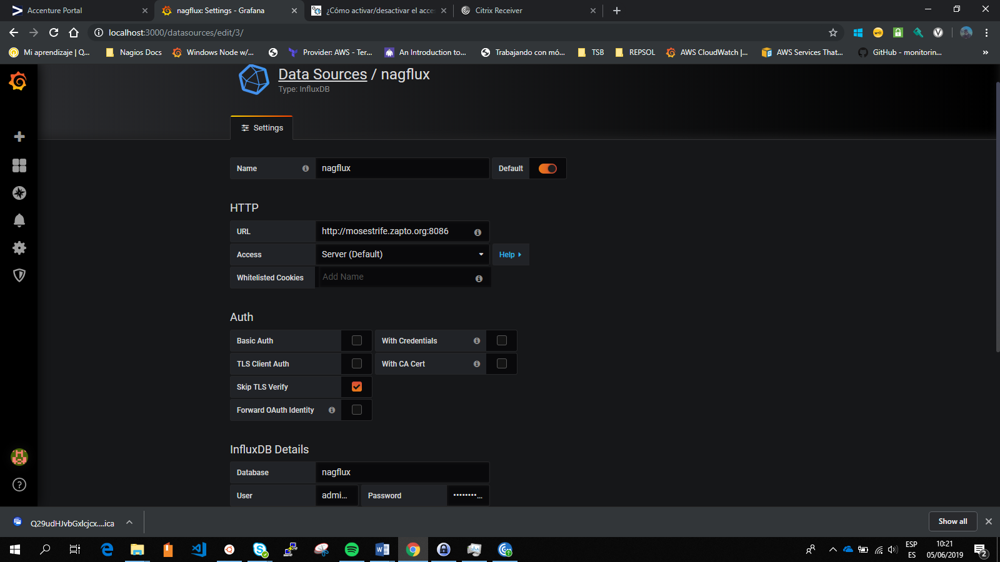 Accenture Portal
nagflux: Settings - Grafana
¿Cómo activar/desactivar el acce
Citrix Receiver
localhost:3000/datasources/edit/3/
Mi aprendizaje | Q...
Nagios Docs
Windows Node w/...
Provider: AWS - Ter...
An Introduction to...
Trabajando con mó...
TSB
REPSOL
AWS CloudWatch |...
AWS Services That...
GitHub - monitorin...
»
Data Sources / nagflux
Type: InfluxDB
Settings
Name
nagflux
Default
HTTP
URL
http://mosestrife.zapto.org:8086
Access
Server (Default)
Help
Whitelisted Cookies
Add Name
Auth
Basic Auth
With Credentials
TLS Client Auth
With CA Cert
Skip TLS Verify
Forward OAuth Identity
InfluxDB Details
Database
nagflux
User
admi...
Password
••••••••...
Q29udHJvbGxlcjcx....ica
Show all
ESP
ES
10:21
05/06/2019
2